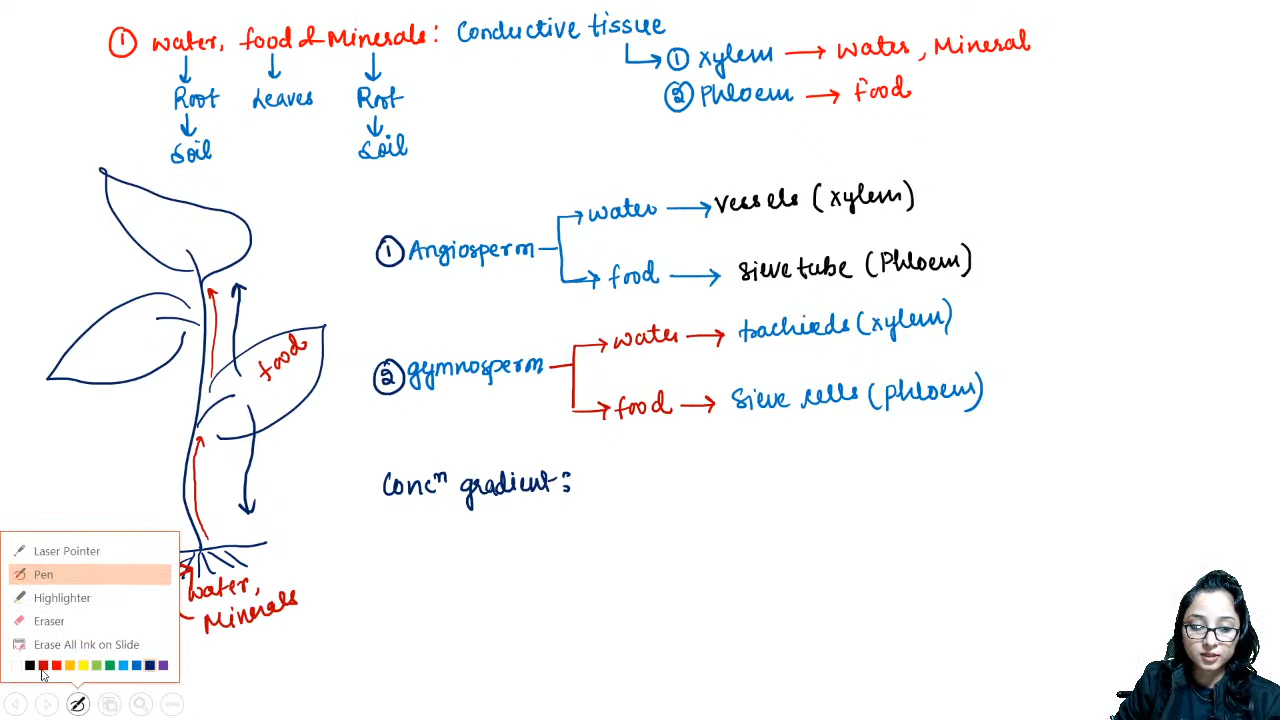 ① Water, food & Minerals: Conductive tissue
↳ ① Xylem → Water, Mineral
② Phloem → food
Root Leaves Root
Soil Soil
① Angiosperm
water → Vessels (Xylem)
food → Sieve tube (Phloem)
② gymnosperm
water → trachieds (xylem)
food → Sieve cells (Phloem)
food
Concⁿ gradient:
Water,
Minerals
Laser Pointer
Pen
Highlighter
Eraser
Erase All Ink on Slide